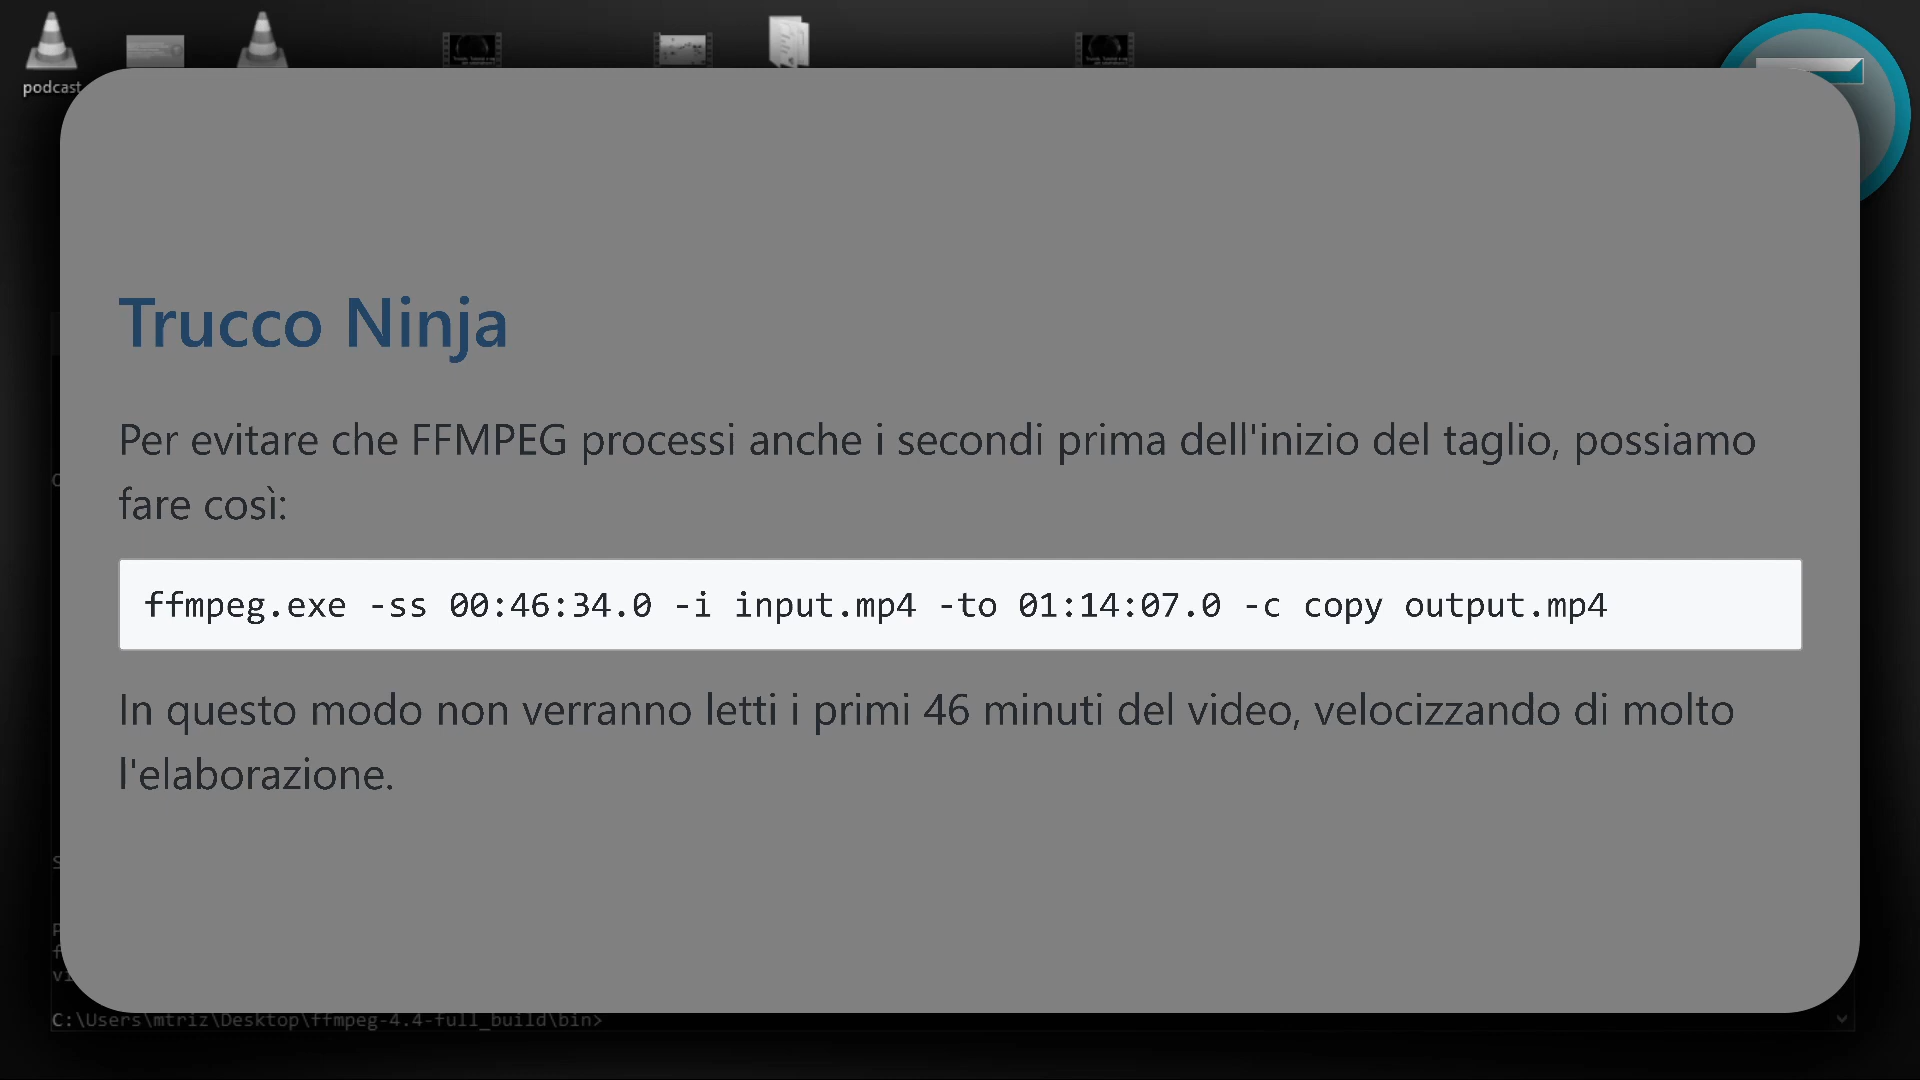 podcast
Trucco Ninja
Per evitare che FFMPEG processi anche i secondi prima dell'inizio del taglio, possiamo
fare così:
ffmpeg.exe -ss 00:46:34.0 -i input.mp4 -to 01:14:07.0 -c copy output.mp4
In questo modo non verranno letti i primi 46 minuti del video, velocizzando di molto
l'elaborazione.
C:\Users\mtriz\Desktop\ffmpeg-4.4-full_build\bin>